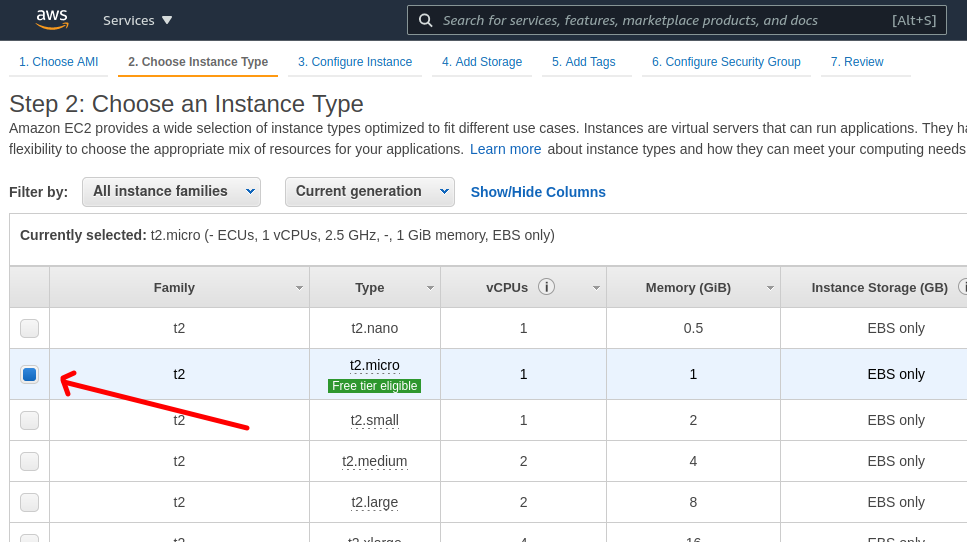 aws
Services
Search for services, features, marketplace products, and docs [Alt+S]
1. Choose AMI 2. Choose Instance Type 3. Configure Instance 4. Add Storage 5. Add Tags 6. Configure Security Group 7. Review
Step 2: Choose an Instance Type
Amazon EC2 provides a wide selection of instance types optimized to fit different use cases. Instances are virtual servers that can run applications. They ha
flexibility to choose the appropriate mix of resources for your applications. Learn more about instance types and how they can meet your computing needs
Filter by: All instance families Current generation Show/Hide Columns
Currently selected: t2.micro (- ECUs, 1 vCPUs, 2.5 GHz, -, 1 GiB memory, EBS only)
Family Type vCPUs i Memory (GiB) Instance Storage (GB) i
t2 t2.nano 1 0.5 EBS only
t2 t2.micro 1 1 EBS only
Free tier eligible
t2 t2.small 1 2 EBS only
t2 t2.medium 2 4 EBS only
t2 t2.large 2 8 EBS only
t2 t2.xlarge 4 16 EBS only